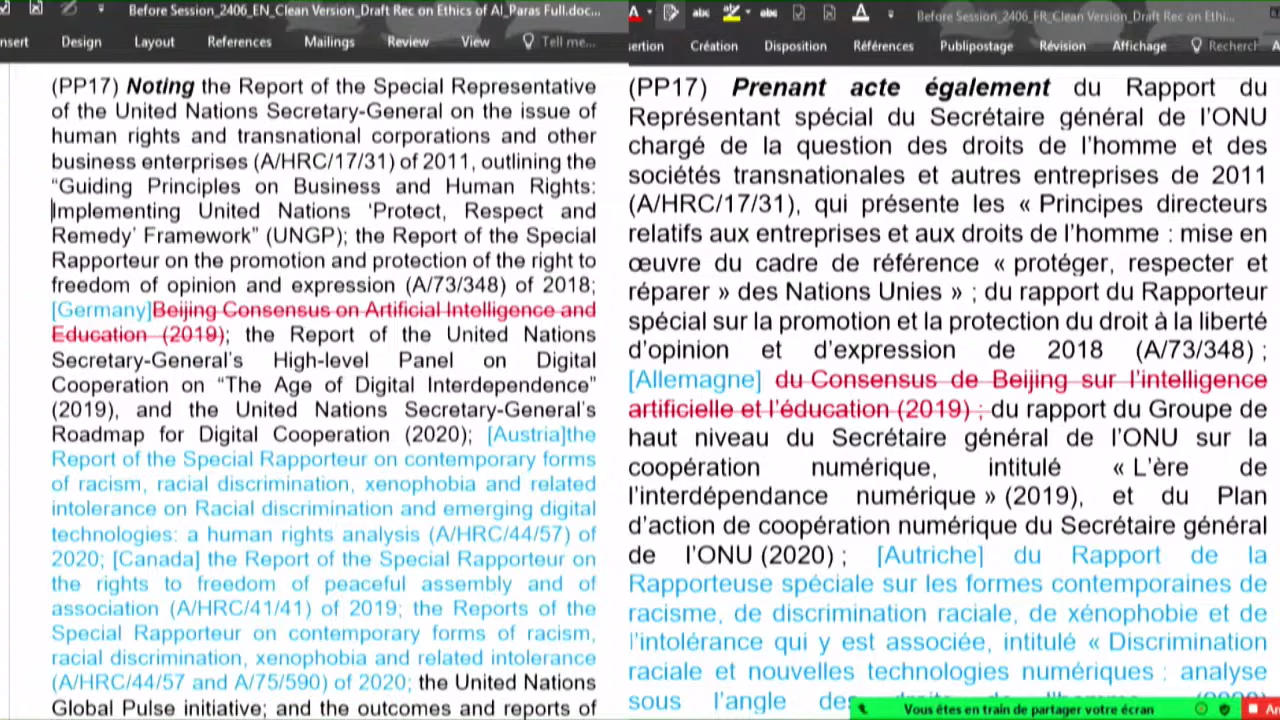 Before Session_2406_EN_Clean Version_Draft Rec on Ethics of AI_Paras Full.doc...
nsert Design Layout References Mailings Review View Tell me...
(PP17) Noting the Report of the Special Representative
of the United Nations Secretary-General on the issue of
human rights and transnational corporations and other
business enterprises (A/HRC/17/31) of 2011, outlining the
“Guiding Principles on Business and Human Rights:
Implementing United Nations ‘Protect, Respect and
Remedy’ Framework” (UNGP); the Report of the Special
Rapporteur on the promotion and protection of the right to
freedom of opinion and expression (A/73/348) of 2018;
[Germany]Beijing Consensus on Artificial Intelligence and
Education (2019); the Report of the United Nations
Secretary-General’s High-level Panel on Digital
Cooperation on “The Age of Digital Interdependence”
(2019), and the United Nations Secretary-General’s
Roadmap for Digital Cooperation (2020); [Austria]the
Report of the Special Rapporteur on contemporary forms
of racism, racial discrimination, xenophobia and related
intolerance on Racial discrimination and emerging digital
technologies: a human rights analysis (A/HRC/44/57) of
2020; [Canada] the Report of the Special Rapporteur on
the rights to freedom of peaceful assembly and of
association (A/HRC/41/41) of 2019; the Reports of the
Special Rapporteur on contemporary forms of racism,
racial discrimination, xenophobia and related intolerance
(A/HRC/44/57 and A/75/590) of 2020; the United Nations
Global Pulse initiative; and the outcomes and reports of
A abc abc A
Before Session_2406_FR_Clean Version_Draft Rec on Ethi...
sertion Création Disposition Références Publipostage Révision Affichage Recherch
(PP17) Prenant acte également du Rapport du
Représentant spécial du Secrétaire général de l’ONU
chargé de la question des droits de l’homme et des
sociétés transnationales et autres entreprises de 2011
(A/HRC/17/31), qui présente les « Principes directeurs
relatifs aux entreprises et aux droits de l’homme : mise en
œuvre du cadre de référence « protéger, respecter et
réparer » des Nations Unies » ; du rapport du Rapporteur
spécial sur la promotion et la protection du droit à la liberté
d’opinion et d’expression de 2018 (A/73/348) ;
[Allemagne] du Consensus de Beijing sur l’intelligence
artificielle et l’éducation (2019) ; du rapport du Groupe de
haut niveau du Secrétaire général de l’ONU sur la
coopération numérique, intitulé « L’ère de
l’interdépendance numérique » (2019), et du Plan
d’action de coopération numérique du Secrétaire général
de l’ONU (2020) ; [Autriche] du Rapport de la
Rapporteuse spéciale sur les formes contemporaines de
racisme, de discrimination raciale, de xénophobie et de
l’intolérance qui y est associée, intitulé « Discrimination
raciale et nouvelles technologies numériques : analyse
sous l’angle des
Vous êtes en train de partager votre écran